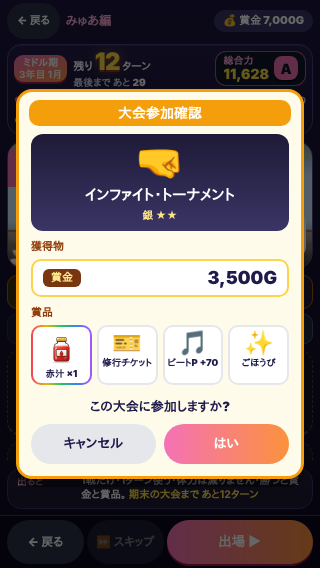 ← 戻る
みゅあ編
賞金 7,000G
ミドル期
3年目 1月
残り 12 ターン
最後まで あと 29
総合力
11,628
A
大会参加確認
インファイト・トーナメント
銀 ★★
獲得物
賞金
3,500G
賞品
赤汁 ×1
修行チケット
ビートP +70
ごほうび
この大会に参加しますか?
キャンセル
はい
金と賞品。期末の大会まで あと12ターン
← 戻る
スキップ
出場 ▶